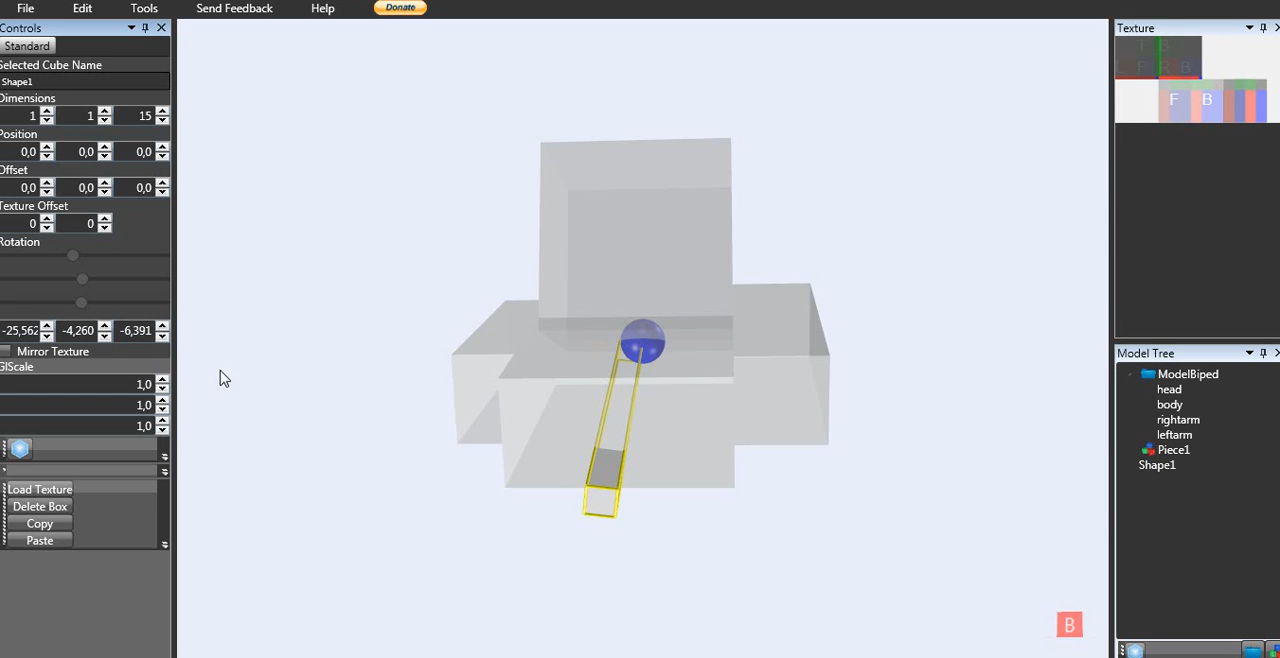 File Edit Tools Send Feedback Help Donate
Controls
Standard
Selected Cube Name
Shape1
Dimensions
1 1 15
Position
0,0 0,0 0,0
Offset
0,0 0,0 0,0
Texture Offset
0 0
Rotation
-25,562 -4,260 -6,391
Mirror Texture
GlScale
1,0
1,0
1,0
Load Texture
Delete Box
Copy
Paste
B
Texture
T B
L F R B
F B
Model Tree
ModelBiped
head
body
rightarm
leftarm
Piece1
Shape1